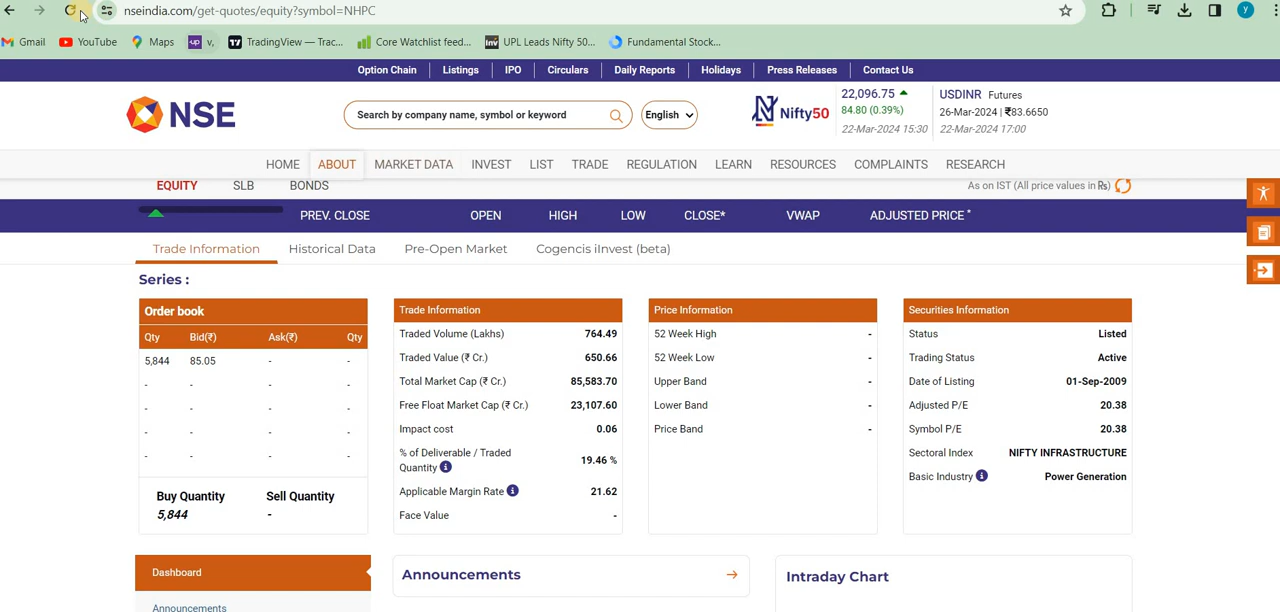 nseindia.com/get-quotes/equity?symbol=NHPC
y
Gmail YouTube Maps up v, 17 TradingView — Trac... Core Watchlist feed... Inv UPL Leads Nifty 50... Fundamental Stock...
Option Chain Listings IPO Circulars Daily Reports Holidays Press Releases Contact Us
NSE
Search by company name, symbol or keyword
English
Nifty50
22,096.75
84.80 (0.39%)
22-Mar-2024 15:30
USDINR Futures
26-Mar-2024 | ₹83.6650
22-Mar-2024 17:00
HOME ABOUT MARKET DATA INVEST LIST TRADE REGULATION LEARN RESOURCES COMPLAINTS RESEARCH
EQUITY SLB BONDS As on IST (All price values in ₨)
PREV. CLOSE OPEN HIGH LOW CLOSE* VWAP ADJUSTED PRICE *
Trade Information Historical Data Pre-Open Market Cogencis iInvest (beta)
Series :
Order book
Qty Bid(₹) Ask(₹) Qty
5,844 85.05 - -
- - - -
- - - -
- - - -
- - - -
Buy Quantity Sell Quantity
5,844 -
Trade Information
Traded Volume (Lakhs) 764.49
Traded Value (₹ Cr.) 650.66
Total Market Cap (₹ Cr.) 85,583.70
Free Float Market Cap (₹ Cr.) 23,107.60
Impact cost 0.06
% of Deliverable / Traded
Quantity i 19.46 %
Applicable Margin Rate i 21.62
Face Value -
Price Information
52 Week High -
52 Week Low -
Upper Band -
Lower Band -
Price Band -
Securities Information
Status Listed
Trading Status Active
Date of Listing 01-Sep-2009
Adjusted P/E 20.38
Symbol P/E 20.38
Sectoral Index NIFTY INFRASTRUCTURE
Basic Industry i Power Generation
Dashboard
Announcements
Announcements
Intraday Chart